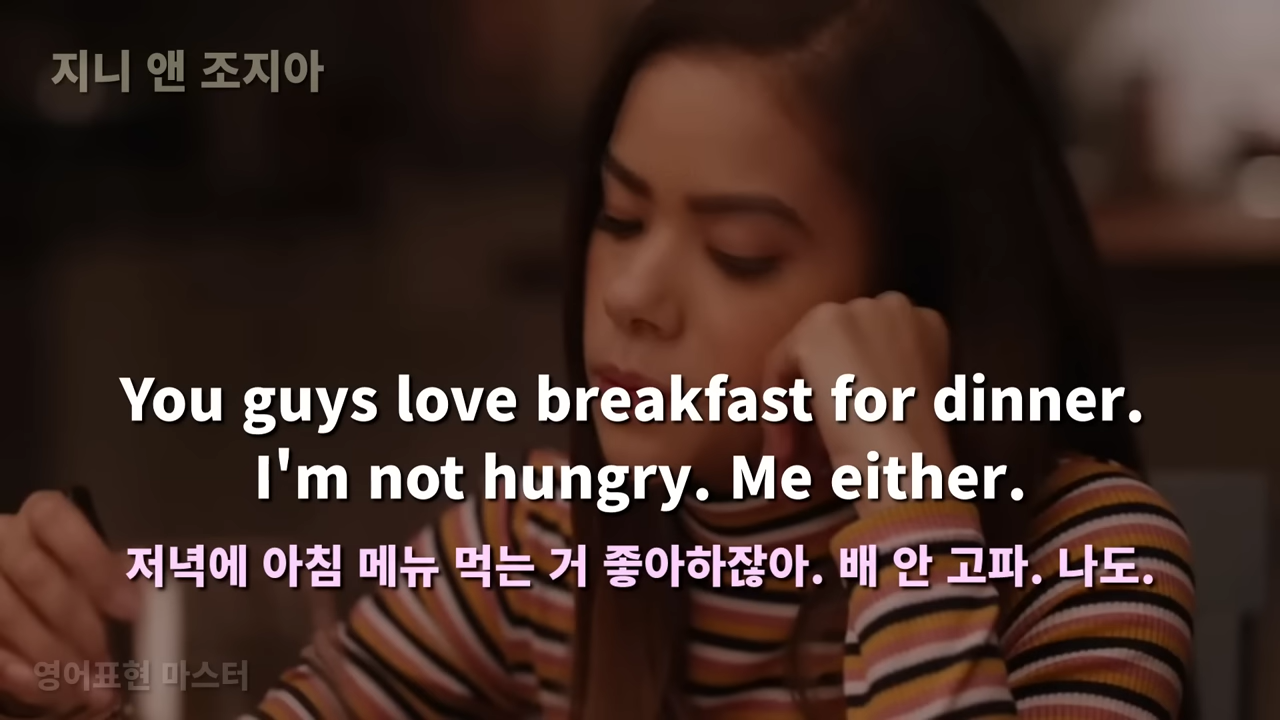 지니 앤 조지아
You guys love breakfast for dinner.
I'm not hungry. Me either.
저녁에 아침 메뉴 먹는 거 좋아하잖아. 배 안 고파. 나도.
영어표현 마스터